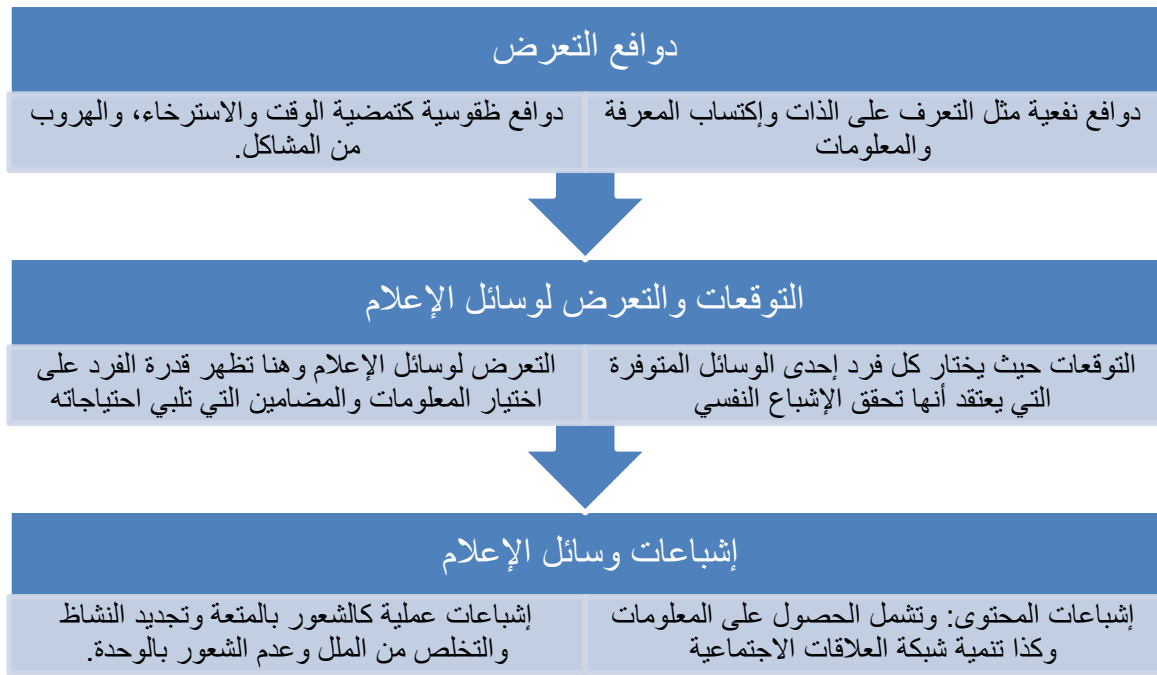 دوافع التعرض
دوافع نفعية مثل التعرف على الذات وإكتساب المعرفة
والمعلومات
دوافع ظقوسية كتمضية الوقت والاسترخاء، والهروب
من المشاكل.
التوقعات والتعرض لوسائل الإعلام
التوقعات حيث يختار كل فرد إحدى الوسائل المتوفرة
التي يعتقد أنها تحقق الإشباع النفسي
التعرض لوسائل الإعلام وهنا تظهر قدرة الفرد على
اختيار المعلومات والمضامين التي تلبي احتياجاته
إشباعات وسائل الإعلام
إشباعات المحتوى: وتشمل الحصول على المعلومات
وكذا تنمية شبكة العلاقات الاجتماعية
إشباعات عملية كالشعور بالمتعة وتجديد النشاظ
والتخلص من الملل وعدم الشعور بالوحدة.